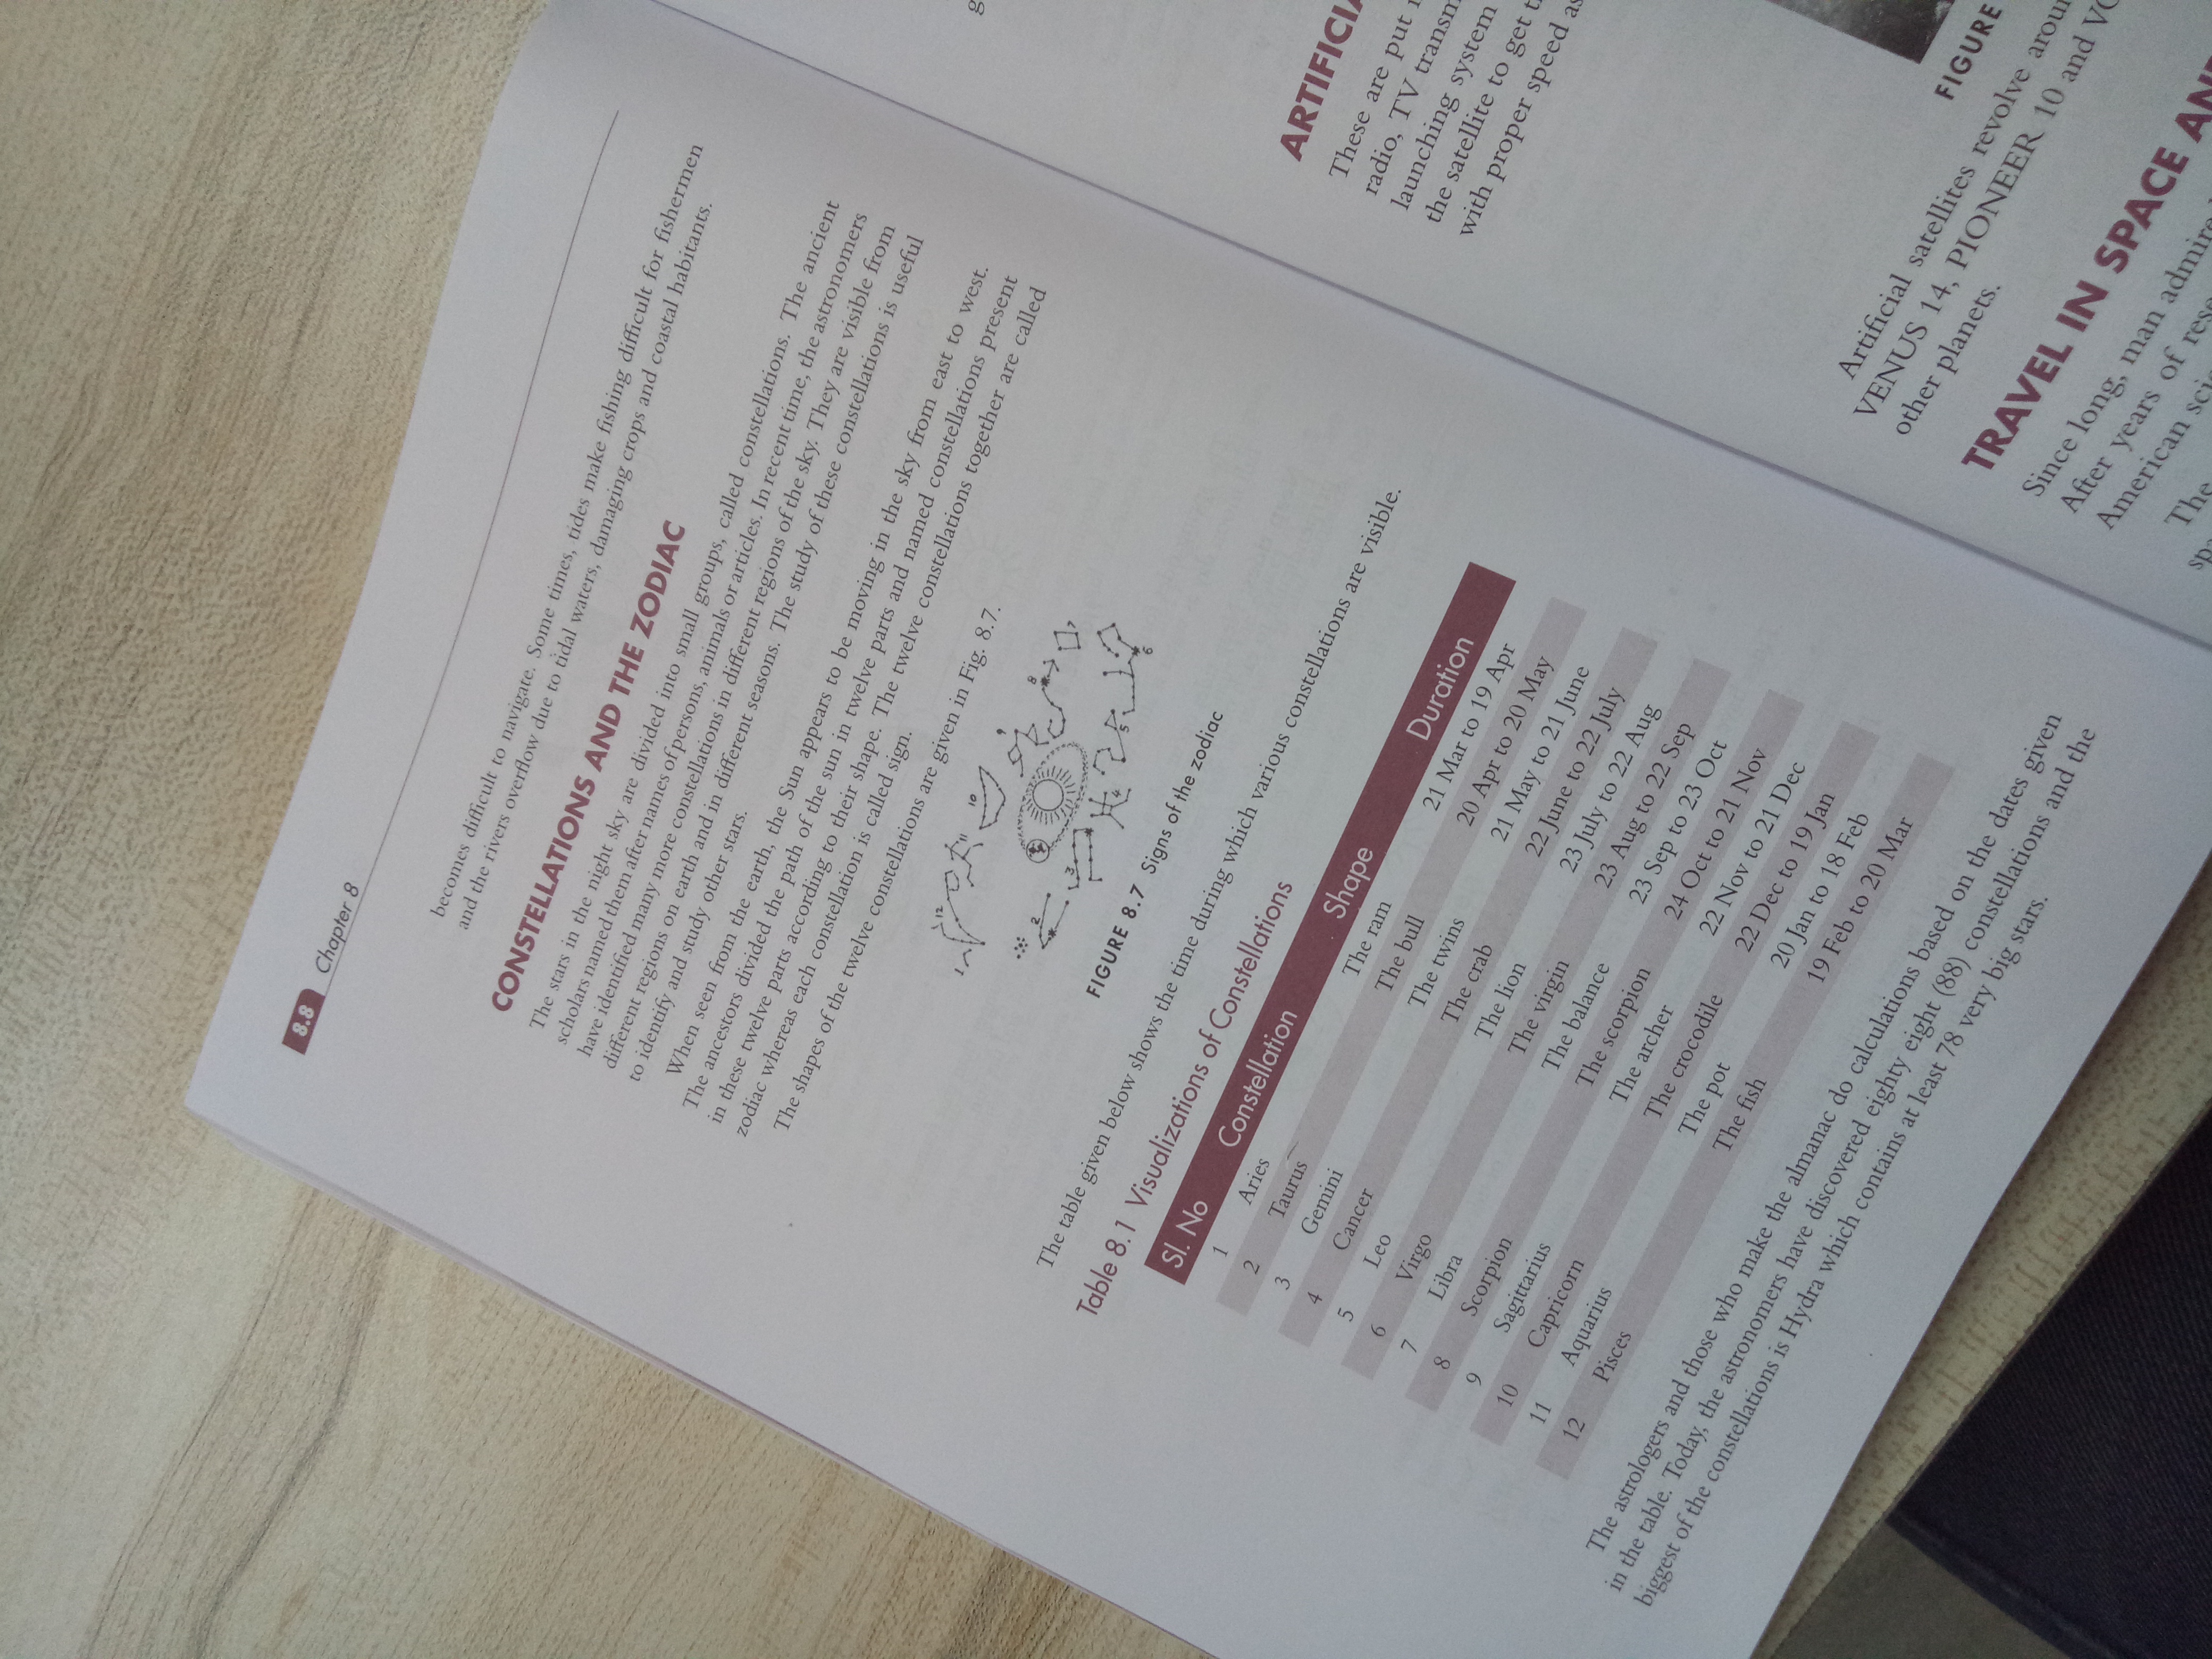 8.8 Chapter 8
becomes difficult to navigate. Some times, tides make fishing difficult for fishermen
and the rivers overflow due to tidal waters, damaging crops and coastal habitants.
CONSTELLATIONS AND THE ZODIAC
The stars in the night sky are divided into small groups, called constellations. The ancient
scholars named them after names of persons, animals or articles. In recent time, the astronomers
have identified many more constellations in different regions of the sky. They are visible from
different regions on earth and in different seasons. The study of these constellations is useful
to identify and study other stars.
When seen from the earth, the Sun appears to be moving in the sky from east to west.
The ancestors divided the path of the sun in twelve parts and named constellations present
in these twelve parts according to their shape. The twelve constellations together are called
zodiac whereas each constellation is called sign.
The shapes of the twelve constellations are given in Fig. 8.7.
12
10
8
2
3
4
5
6
FIGURE 8.7 Signs of the zodiac
The table given below shows the time during which various constellations are visible.
Table 8.1 Visualizations of Constellations
Sl. No Constellation Shape Duration
1 Aries The ram 21 Mar to 19 Apr
2 Taurus The bull 20 Apr to 20 May
3 Gemini The twins 21 May to 21 June
4 Cancer The crab 22 June to 22 July
5 Leo The lion 23 July to 22 Aug
6 Virgo The virgin 23 Aug to 22 Sep
7 Libra The balance 23 Sep to 23 Oct
8 Scorpion The scorpion 24 Oct to 21 Nov
9 Sagittarius The archer 22 Nov to 21 Dec
10 Capricorn The crocodile 22 Dec to 19 Jan
11 Aquarius The pot 20 Jan to 18 Feb
12 Pisces The fish 19 Feb to 20 Mar
The astrologers and those who make the almanac do calculations based on the dates given
in the table. Today, the astronomers have discovered eighty eight (88) constellations and the
biggest of the constellations is Hydra which contains at least 78 very big stars.
ARTIFICIA
These are put
radio, TV transm
launching system
the satellite to get
with proper speed as
FIGURE
Artificial satellites revolve arou
VENUS 14, PIONEER 10 and VO
other planets.
TRAVEL IN SPACE AN
Since long, man admire
After years of rese
American sci
The
spa